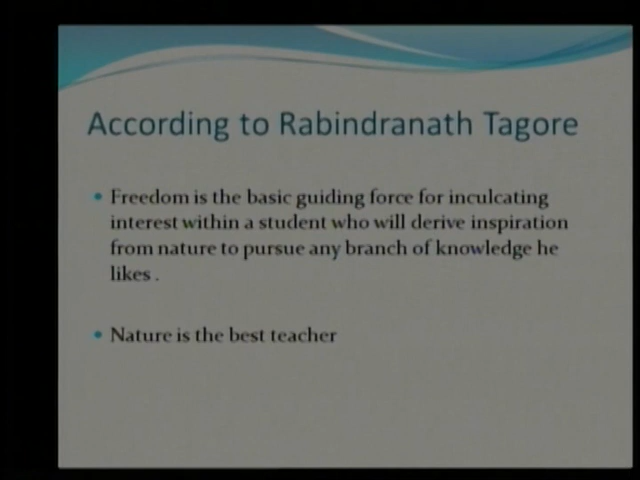 According to Rabindranath Tagore
Freedom is the basic guiding force for inculcating
interest within a student who will derive inspiration
from nature to pursue any branch of knowledge he
likes .
Nature is the best teacher